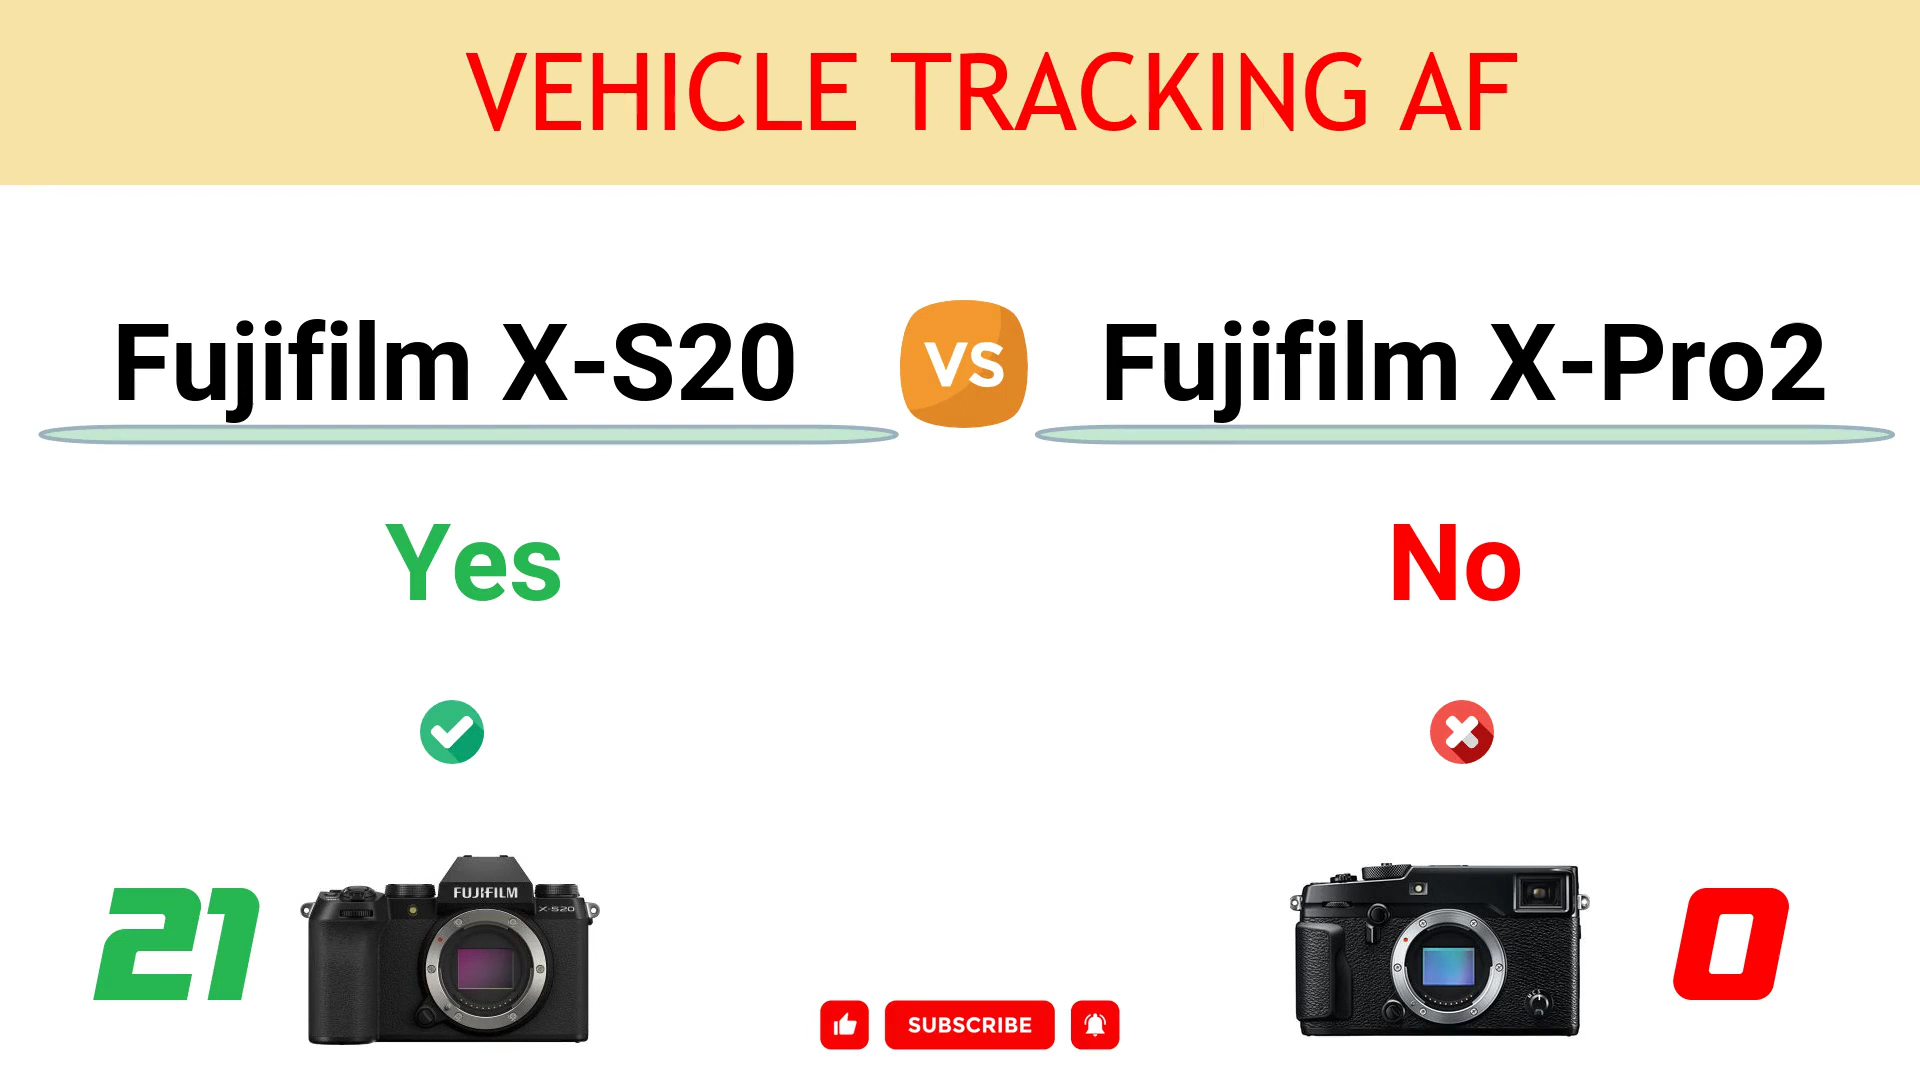 VEHICLE TRACKING AF
Fujifilm X-S20
VS
Fujifilm X-Pro2
Yes
No
21
FUJIFILM
X-S20
0
SUBSCRIBE